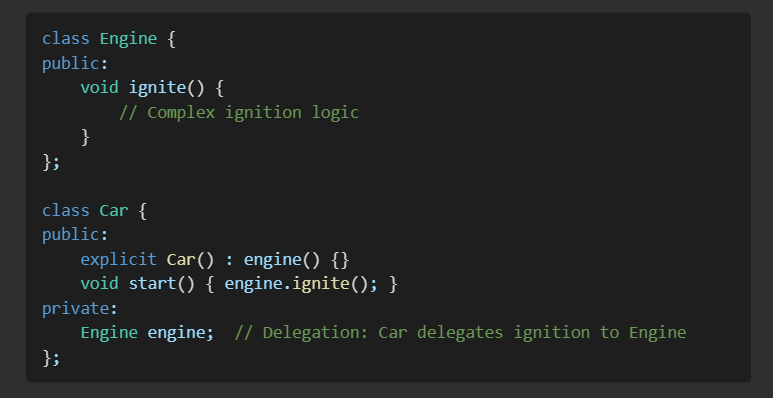 class Engine {
public:
    void ignite() {
        // Complex ignition logic
    }
};

class Car {
public:
    explicit Car() : engine() {}
    void start() { engine.ignite(); }
private:
    Engine engine;  // Delegation: Car delegates ignition to Engine
};